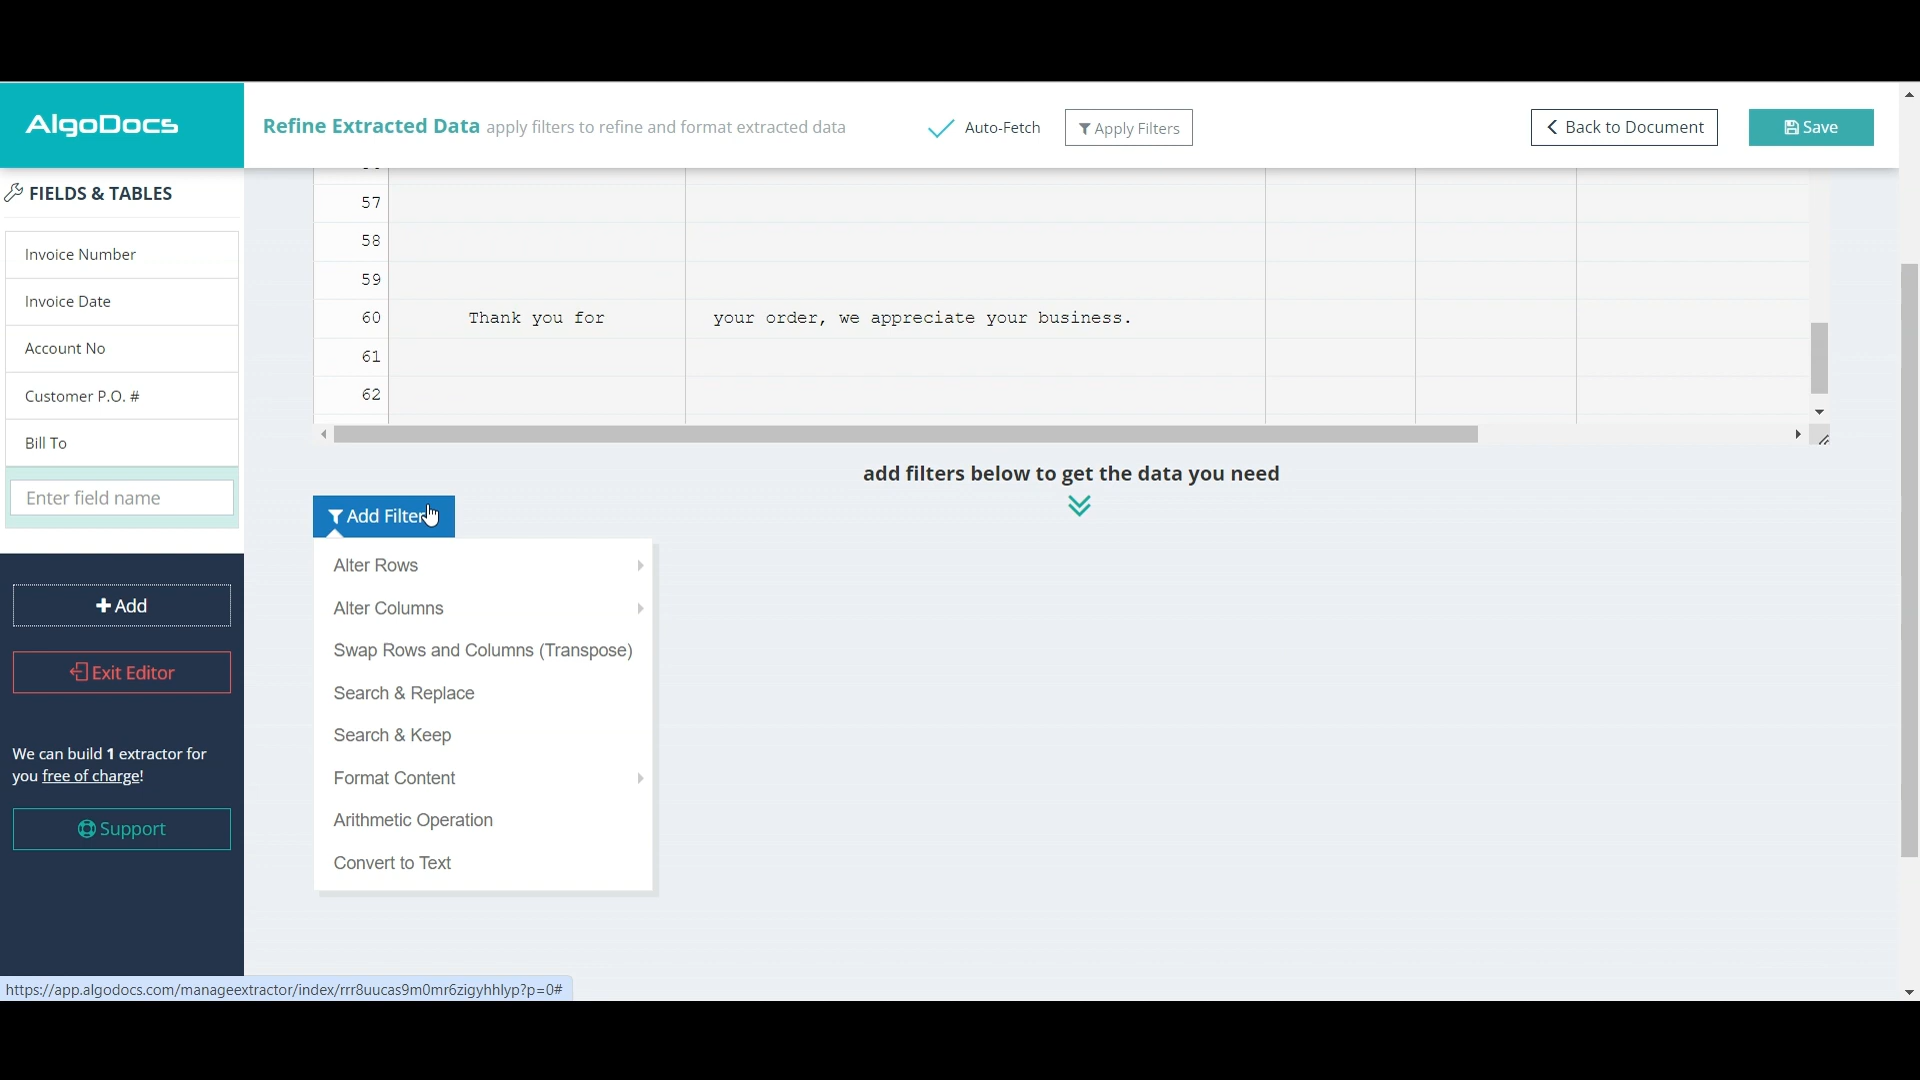 AlgoDocs
Refine Extracted Data apply filters to refine and format extracted data
Auto-Fetch
Apply Filters
Back to Document
Save
FIELDS & TABLES
Invoice Number
Invoice Date
Account No
Customer P.O. #
Bill To
Enter field name
Add
Exit Editor
We can build 1 extractor for
you free of charge!
Support
57
58
59
60 Thank you for your order, we appreciate your business.
61
62
add filters below to get the data you need
Add Filter
Alter Rows
Alter Columns
Swap Rows and Columns (Transpose)
Search & Replace
Search & Keep
Format Content
Arithmetic Operation
Convert to Text
https://app.algodocs.com/manageextractor/index/rrr8uucas9m0mr6zigyhhlyp?p=0#